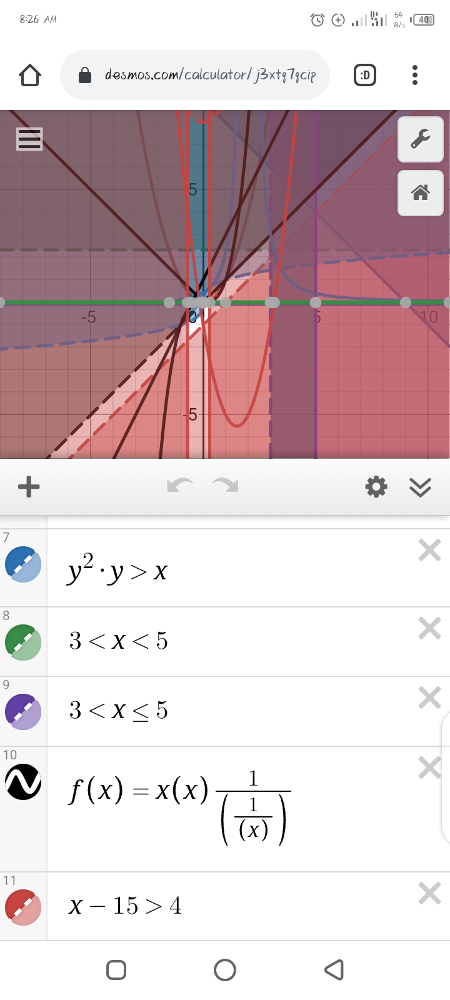 8:26 AM
H+
54
B/s
40
desmos.com/calculator/j3xtq7qcip
:D
5
-5
0
5
10
-5
7
y² · y > x
8
3 < x < 5
9
3 < x ≤ 5
10
f(x) = x(x) 1/(1/(x))
11
x − 15 > 4